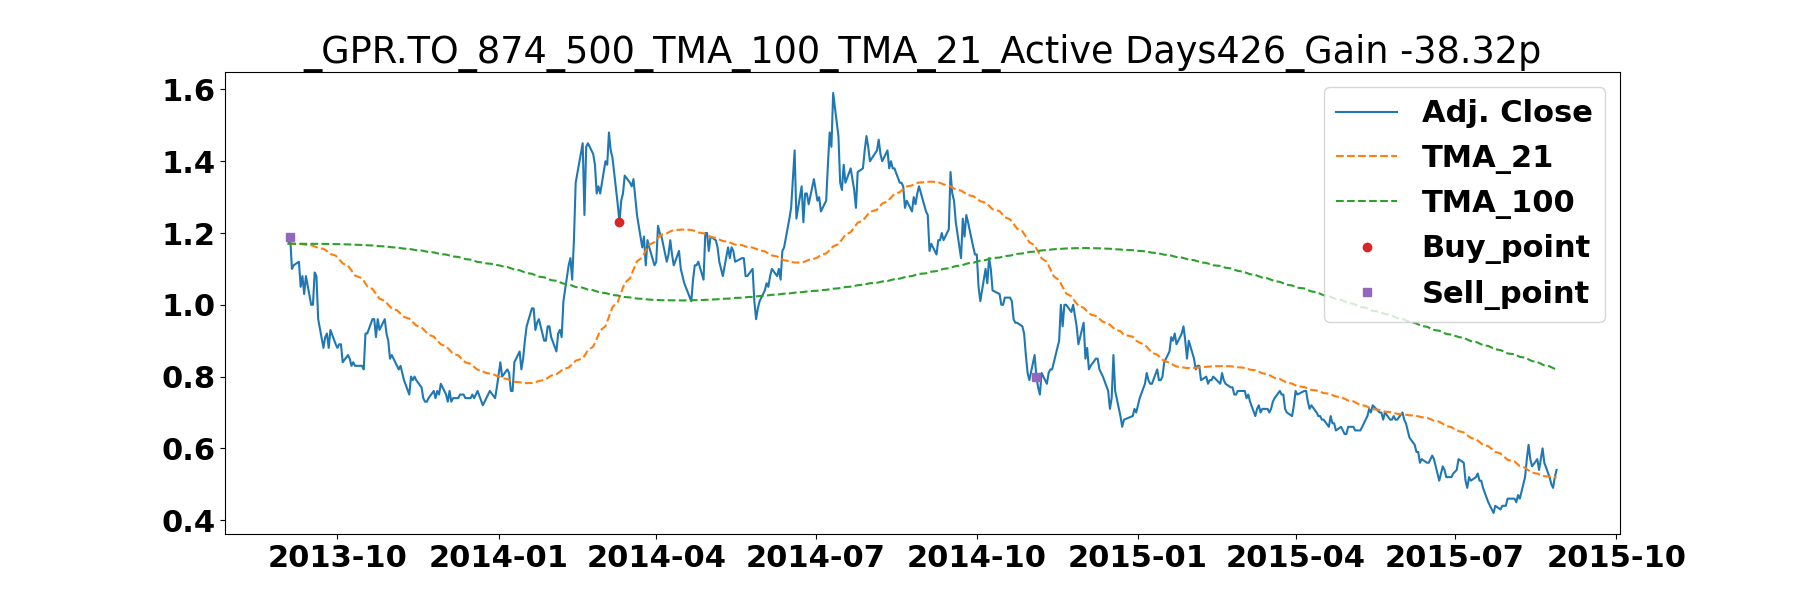 _GPR.TO_874_500_TMA_100_TMA_21_Active Days426_Gain -38.32p
1.6
1.4
1.2
1.0
0.8
0.6
0.4
Adj. Close
TMA_21
TMA_100
Buy_point
Sell_point
2013-10 2014-01 2014-04 2014-07 2014-10 2015-01 2015-04 2015-07 2015-10